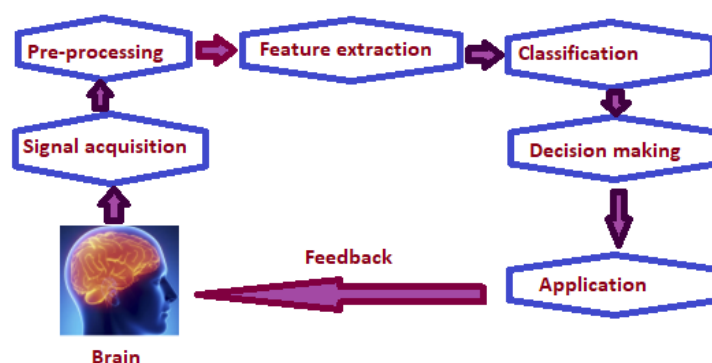 Pre-processing
Feature extraction
Classification
Signal acquisition
Decision making
Feedback
Application
Brain